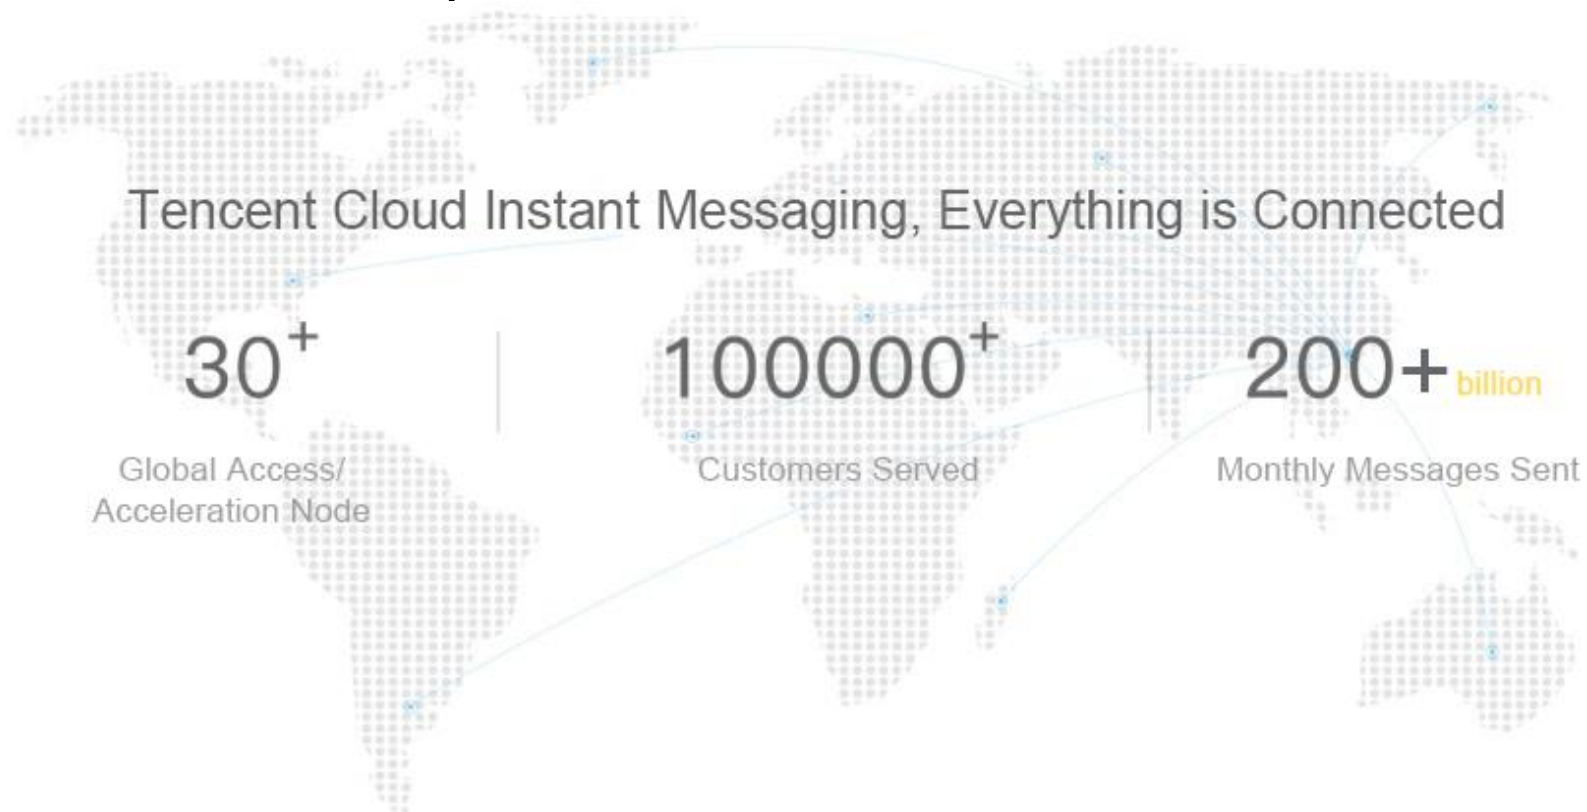 Tencent Cloud Instant Messaging, Everything is Connected
30+
100000+
200+ billion
Global Access/
Acceleration Node
Customers Served
Monthly Messages Sent